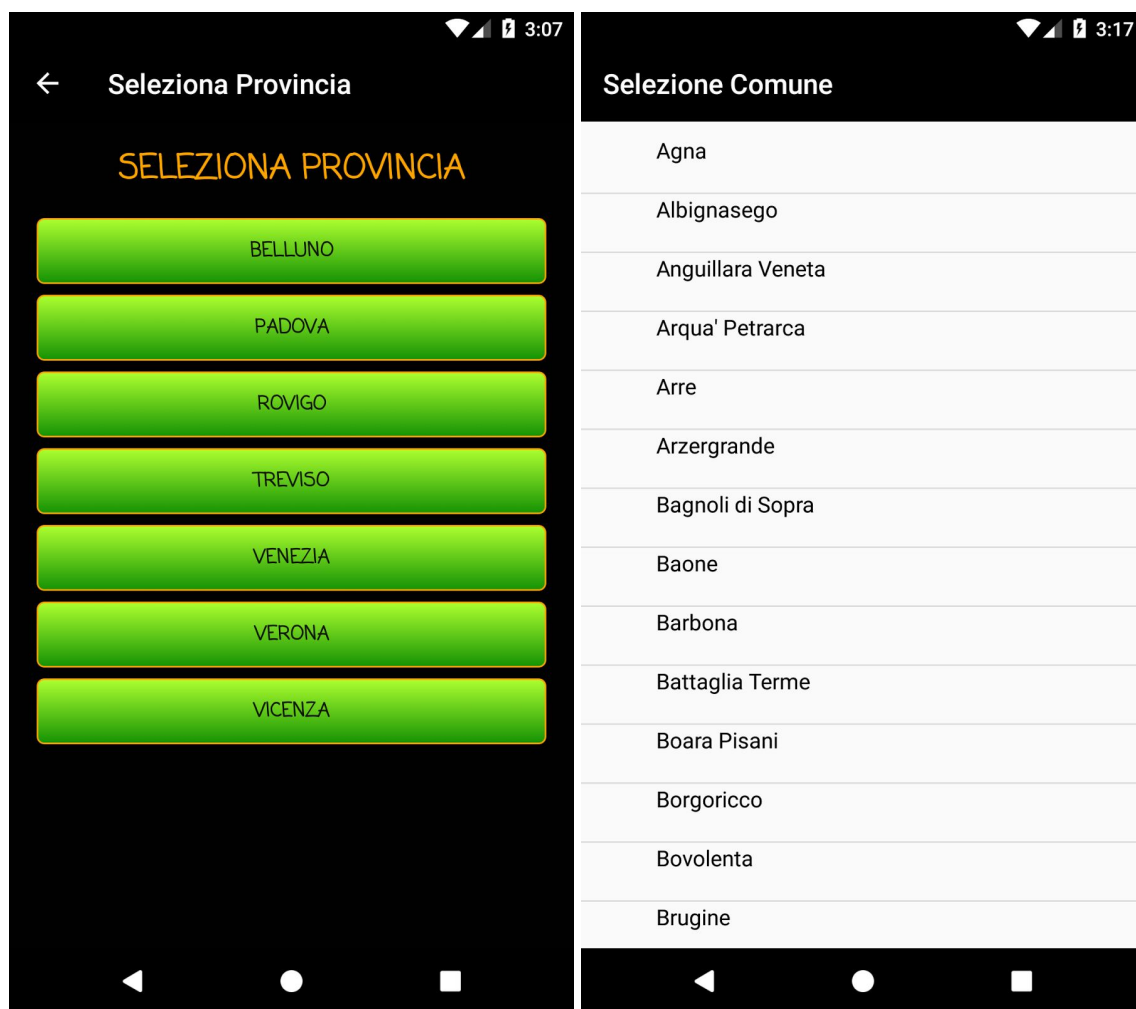 3:07
Seleziona Provincia
SELEZIONA PROVINCIA
BELLUNO
PADOVA
ROVIGO
TREVISO
VENEZIA
VERONA
VICENZA
3:17
Selezione Comune
Agna
Albignasego
Anguillara Veneta
Arqua' Petrarca
Arre
Arzergrande
Bagnoli di Sopra
Baone
Barbona
Battaglia Terme
Boara Pisani
Borgoricco
Bovolenta
Brugine